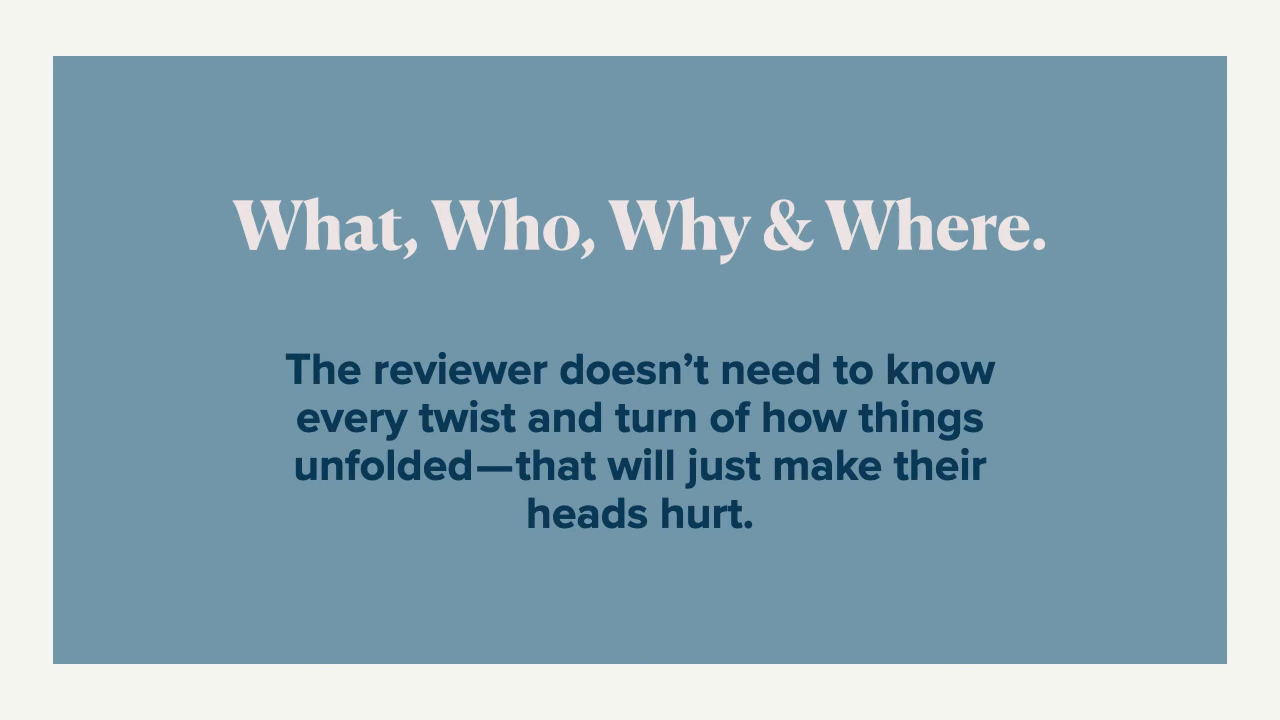 What, Who, Why & Where.
The reviewer doesn’t need to know
every twist and turn of how things
unfolded—that will just make their
heads hurt.